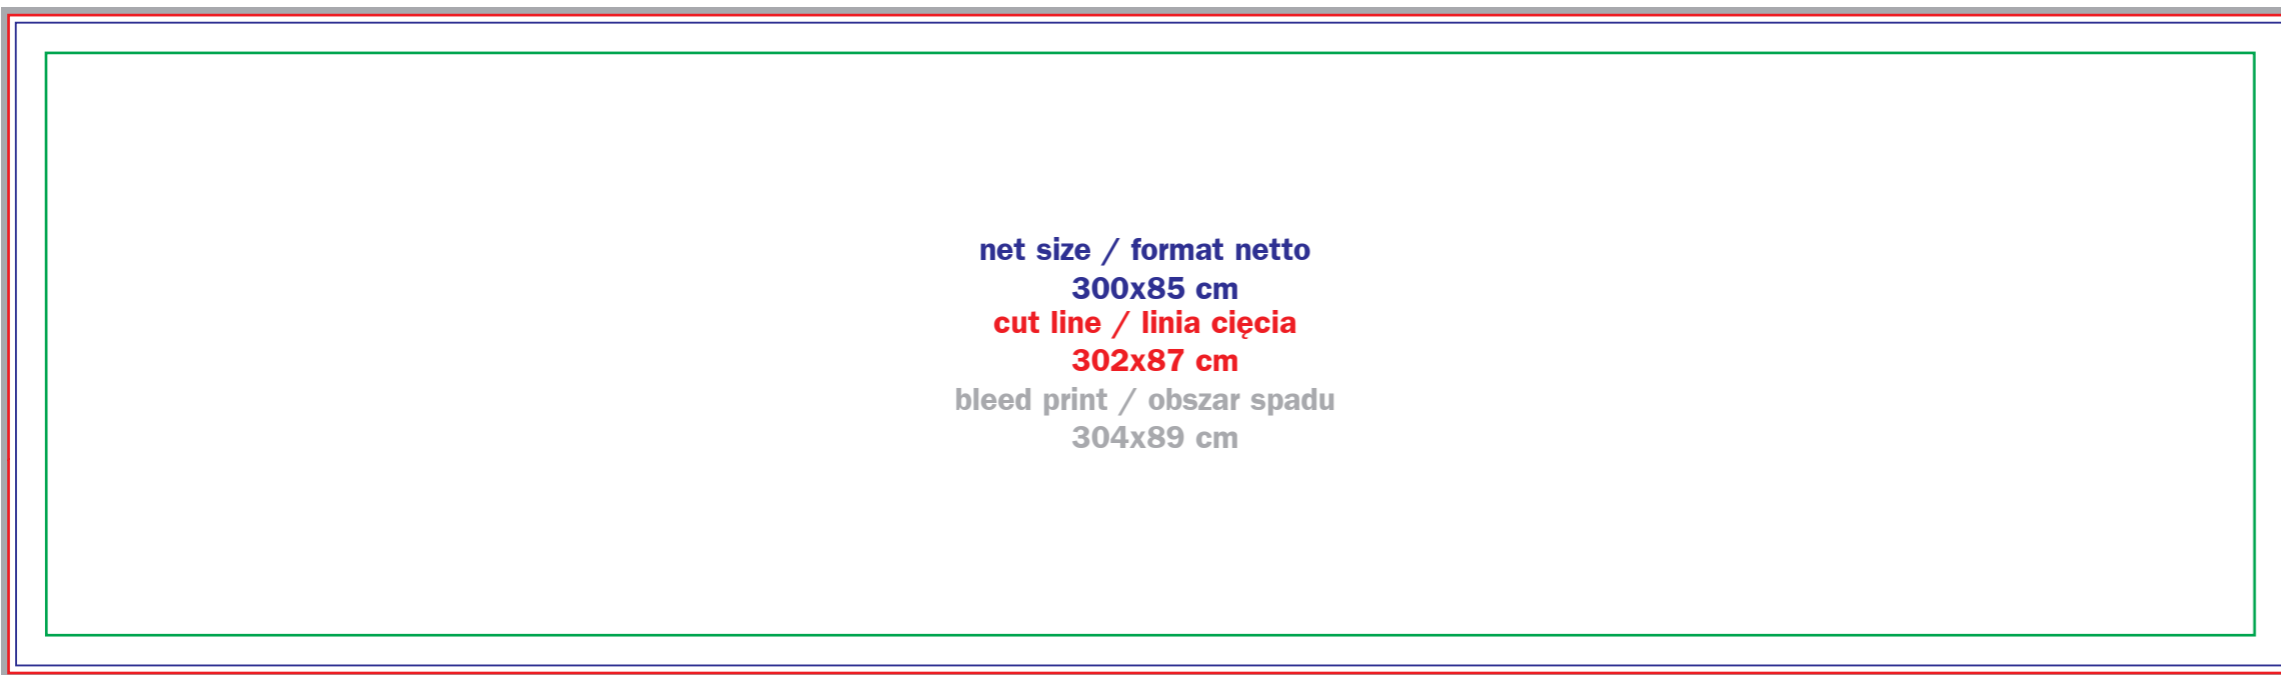 net size / format netto
300x85 cm
cut line / linia cięcia
302x87 cm
bleed print / obszar spadu
304x89 cm